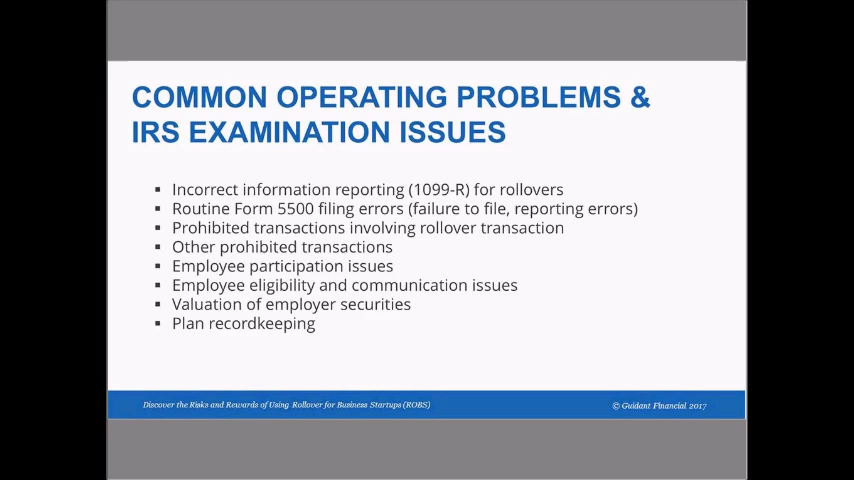 COMMON OPERATING PROBLEMS &
IRS EXAMINATION ISSUES
▪ Incorrect information reporting (1099-R) for rollovers
▪ Routine Form 5500 filing errors (failure to file, reporting errors)
▪ Prohibited transactions involving rollover transaction
▪ Other prohibited transactions
▪ Employee participation issues
▪ Employee eligibility and communication issues
▪ Valuation of employer securities
▪ Plan recordkeeping
Discover the Risks and Rewards of Using Rollover for Business Startups (ROBS)
© Guidant Financial 2017